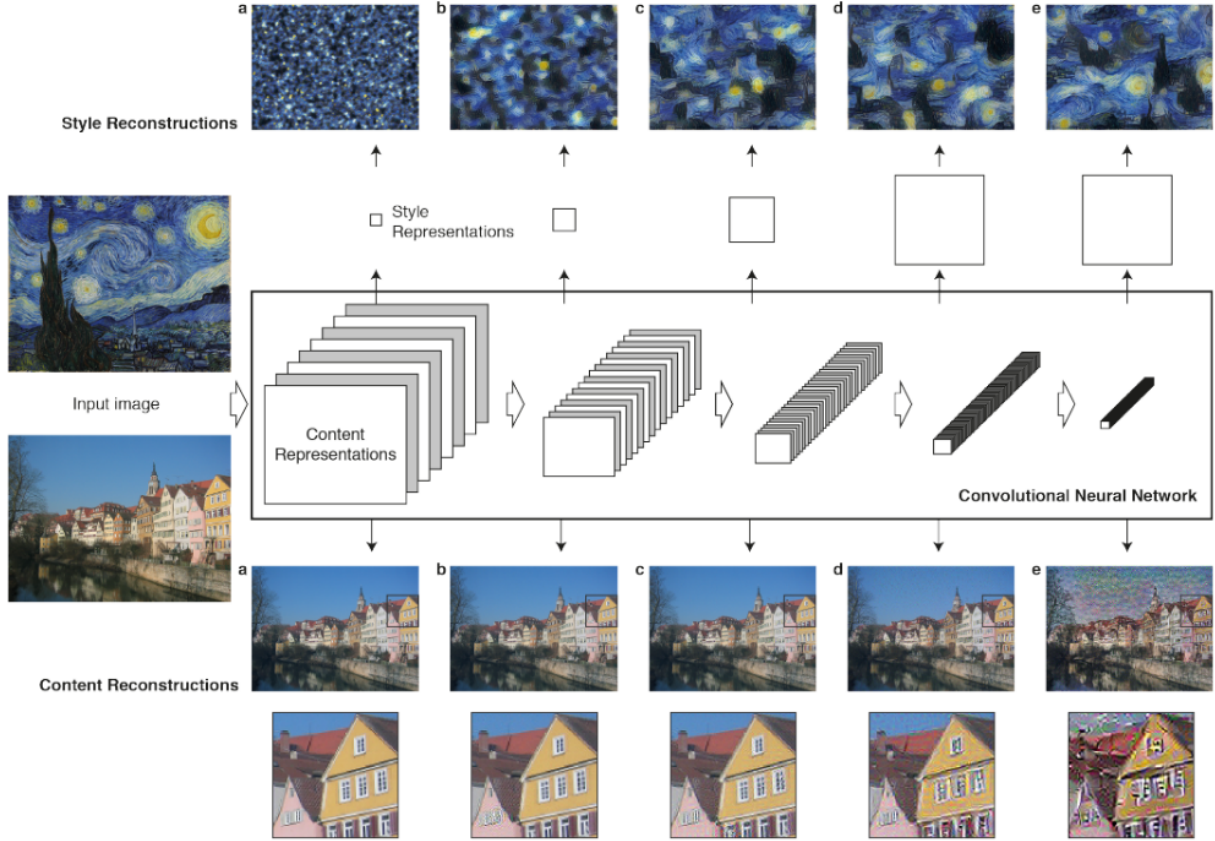 a
b
c
d
e
Style Reconstructions
Style
Representations
Input image
Content
Representations
Convolutional Neural Network
a
b
c
d
e
Content Reconstructions